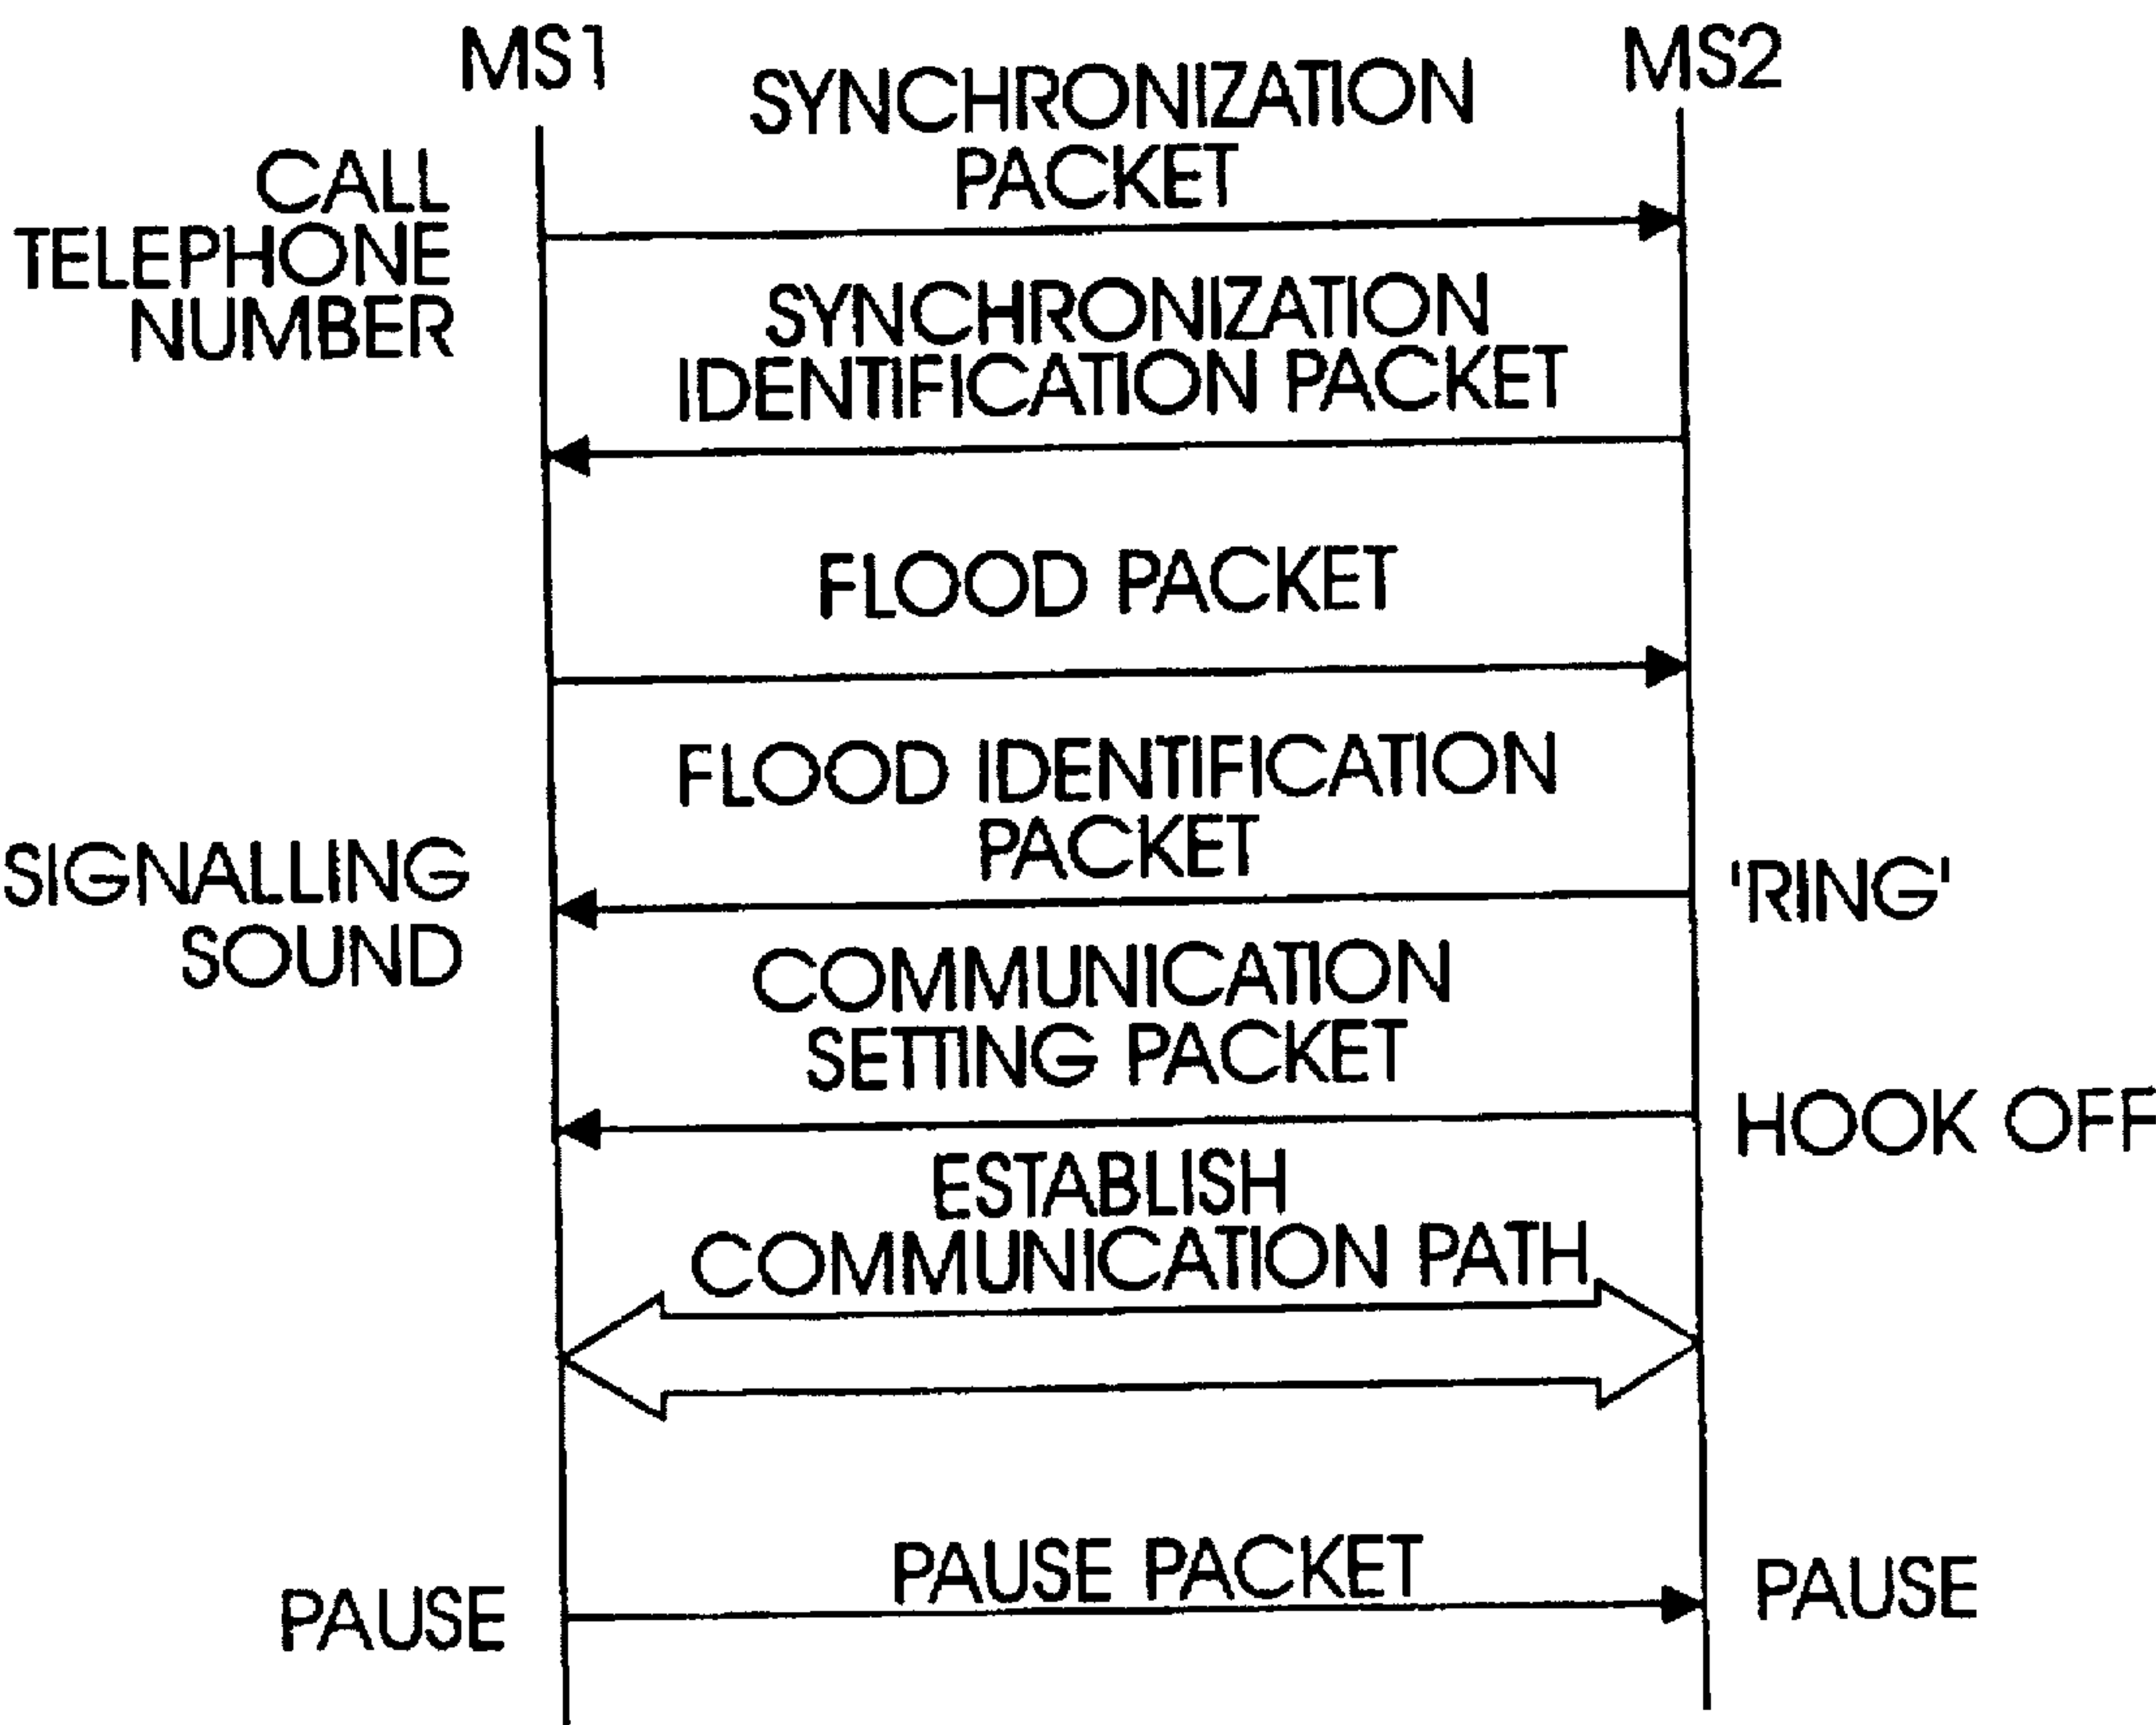 MS1
MS2
SYNCHRONIZATION
PACKET
CALL
TELEPHONE
NUMBER
SYNCHRONIZATION
IDENTIFICATION PACKET
FLOOD PACKET
FLOOD IDENTIFICATION
PACKET
SIGNALLING
SOUND
'RING'
COMMUNICATION
SETTING PACKET
HOOK OFF
ESTABLISH
COMMUNICATION PATH
PAUSE
PAUSE PACKET
PAUSE